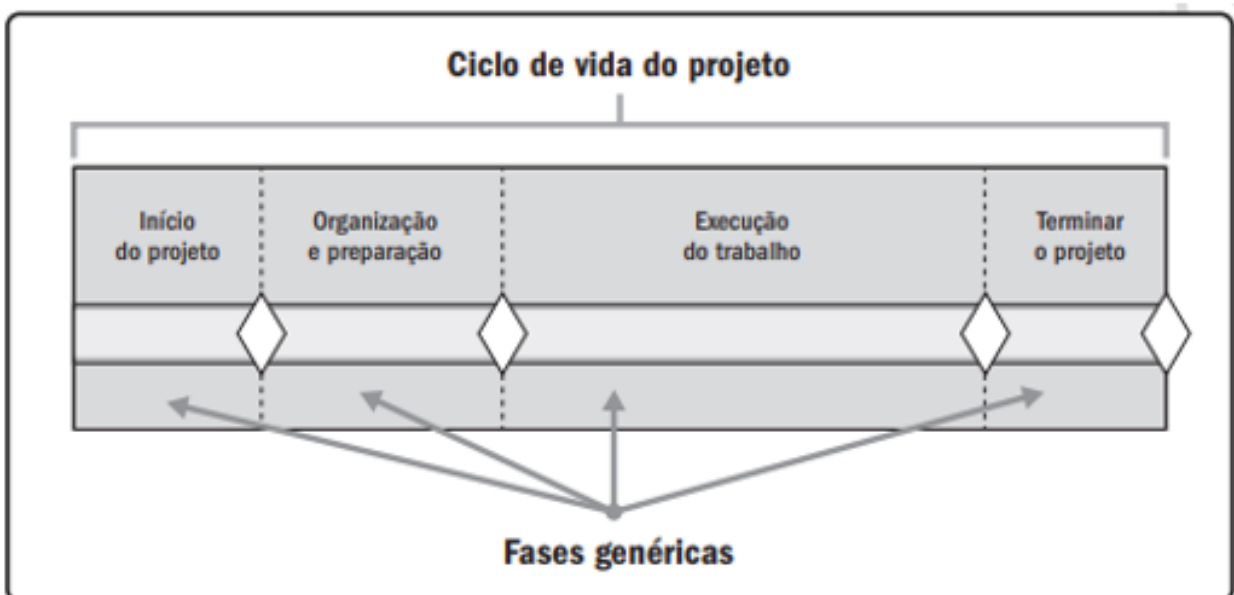 Ciclo de vida do projeto
Início
do projeto
Organização
e preparação
Execução
do trabalho
Terminar
o projeto
Fases genéricas